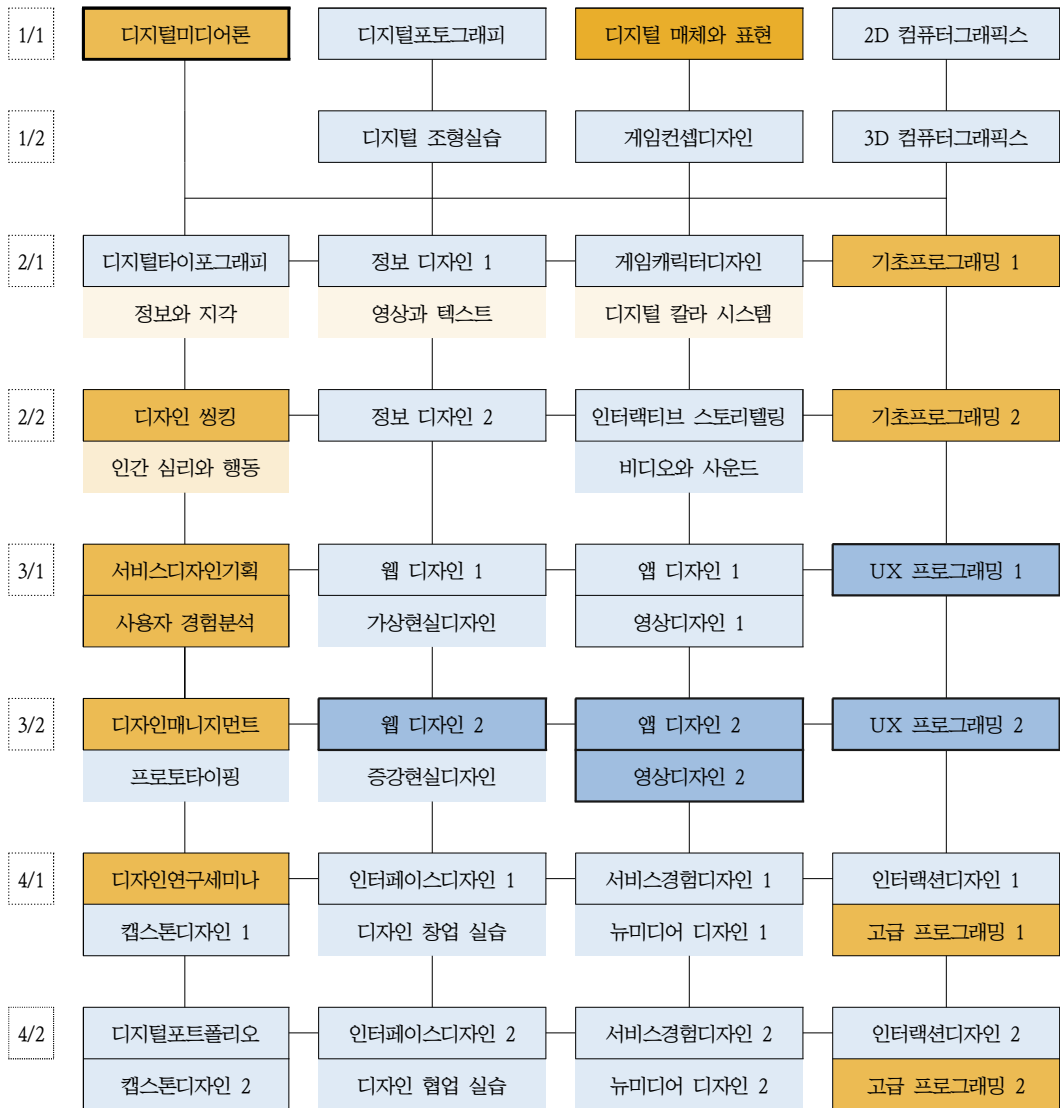 1/1
디지털미디어론
디지털포토그래피
디지털 매체와 표현
2D 컴퓨터그래픽스
1/2
디지털 조형실습
게임컨셉디자인
3D 컴퓨터그래픽스
2/1
디지털타이포그래피
정보 디자인 1
게임캐릭터디자인
기초프로그래밍 1
정보와 지각
영상과 텍스트
디지털 칼라 시스템
2/2
디자인 씽킹
정보 디자인 2
인터랙티브 스토리텔링
기초프로그래밍 2
인간 심리와 행동
비디오와 사운드
3/1
서비스디자인기획
웹 디자인 1
앱 디자인 1
UX 프로그래밍 1
사용자 경험분석
가상현실디자인
영상디자인 1
3/2
디자인매니지먼트
웹 디자인 2
앱 디자인 2
UX 프로그래밍 2
프로토타이핑
증강현실디자인
영상디자인 2
4/1
디자인연구세미나
인터페이스디자인 1
서비스경험디자인 1
인터랙션디자인 1
캡스톤디자인 1
디자인 창업 실습
뉴미디어 디자인 1
고급 프로그래밍 1
4/2
디지털포트폴리오
인터페이스디자인 2
서비스경험디자인 2
인터랙션디자인 2
캡스톤디자인 2
디자인 협업 실습
뉴미디어 디자인 2
고급 프로그래밍 2